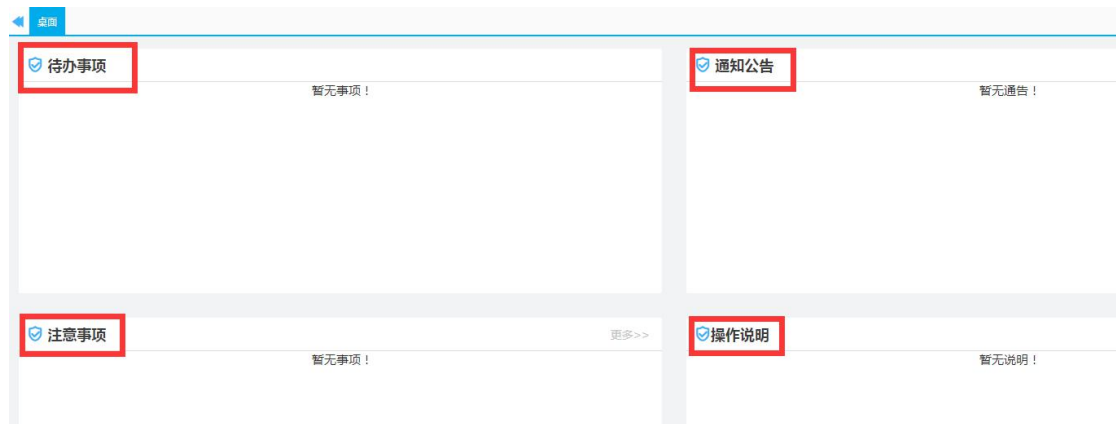 桌面
待办事项
暂无事项！
通知公告
暂无通告！
注意事项
更多>>
暂无事项！
操作说明
暂无说明！